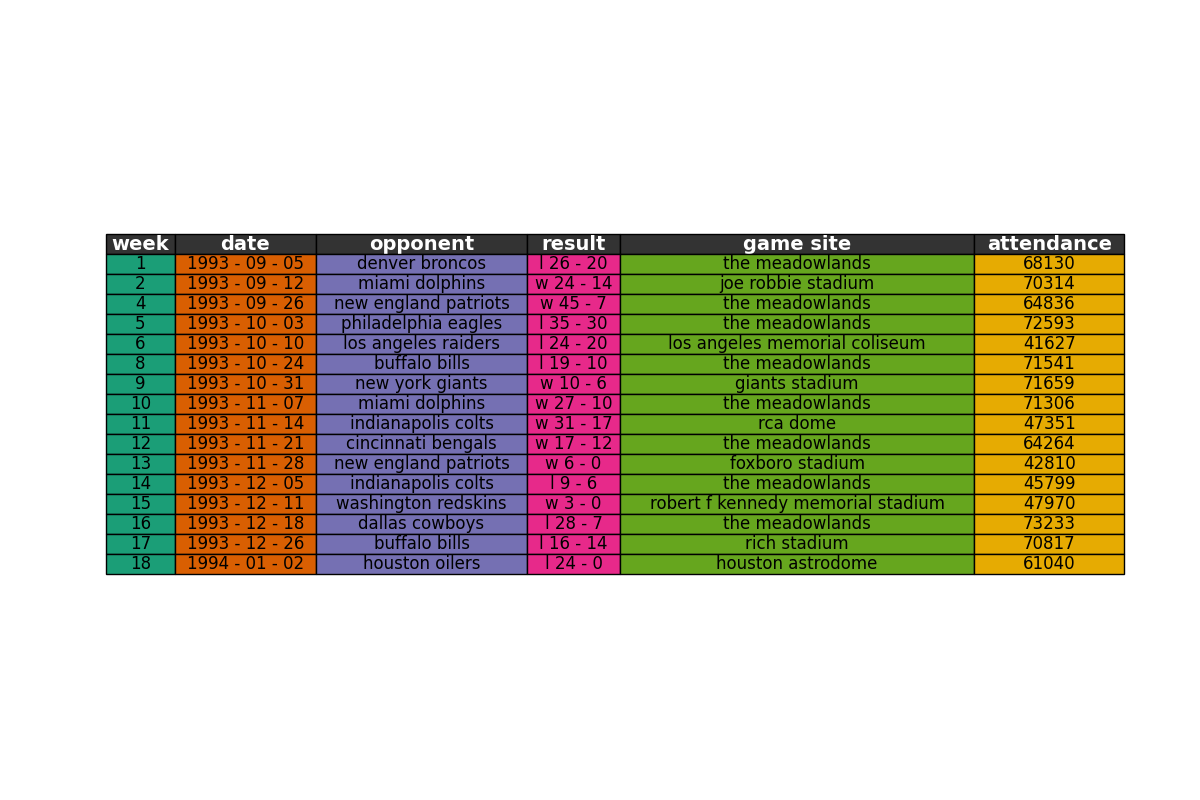 week date opponent result game site attendance
1 1993 - 09 - 05 denver broncos l 26 - 20 the meadowlands 68130
2 1993 - 09 - 12 miami dolphins w 24 - 14 joe robbie stadium 70314
4 1993 - 09 - 26 new england patriots w 45 - 7 the meadowlands 64836
5 1993 - 10 - 03 philadelphia eagles l 35 - 30 the meadowlands 72593
6 1993 - 10 - 10 los angeles raiders l 24 - 20 los angeles memorial coliseum 41627
8 1993 - 10 - 24 buffalo bills l 19 - 10 the meadowlands 71541
9 1993 - 10 - 31 new york giants w 10 - 6 giants stadium 71659
10 1993 - 11 - 07 miami dolphins w 27 - 10 the meadowlands 71306
11 1993 - 11 - 14 indianapolis colts w 31 - 17 rca dome 47351
12 1993 - 11 - 21 cincinnati bengals w 17 - 12 the meadowlands 64264
13 1993 - 11 - 28 new england patriots w 6 - 0 foxboro stadium 42810
14 1993 - 12 - 05 indianapolis colts l 9 - 6 the meadowlands 45799
15 1993 - 12 - 11 washington redskins w 3 - 0 robert f kennedy memorial stadium 47970
16 1993 - 12 - 18 dallas cowboys l 28 - 7 the meadowlands 73233
17 1993 - 12 - 26 buffalo bills l 16 - 14 rich stadium 70817
18 1994 - 01 - 02 houston oilers l 24 - 0 houston astrodome 61040